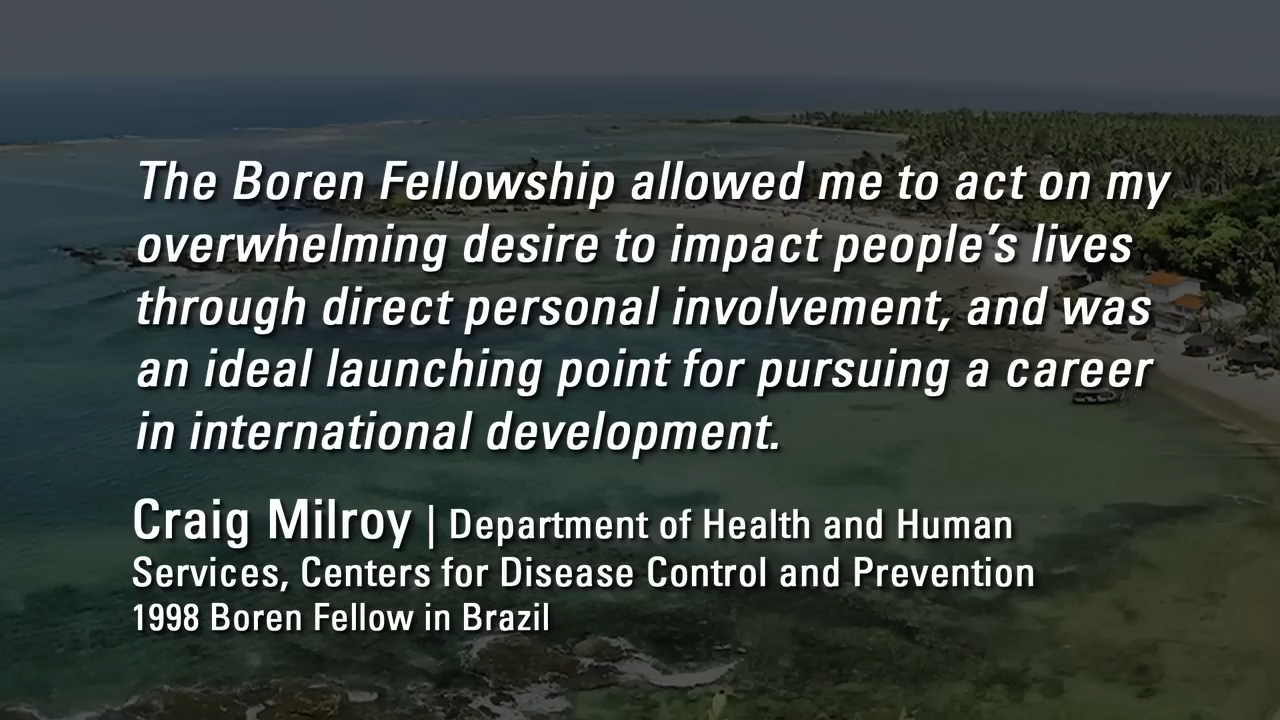 The Boren Fellowship allowed me to act on my
overwhelming desire to impact people’s lives
through direct personal involvement, and was
an ideal launching point for pursuing a career
in international development.
Craig Milroy | Department of Health and Human
Services, Centers for Disease Control and Prevention
1998 Boren Fellow in Brazil